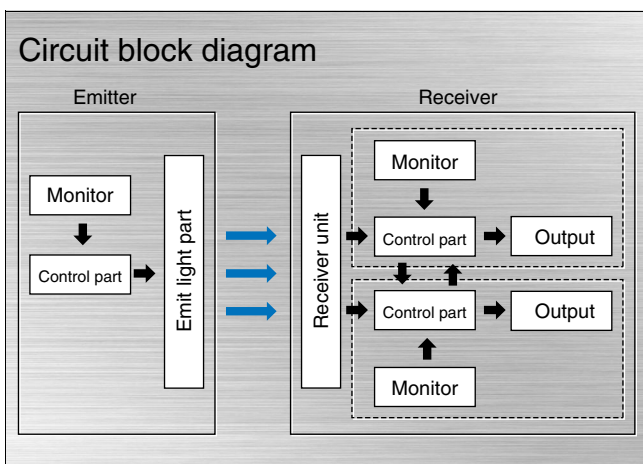 Circuit block diagram
Emitter
Receiver
Monitor
Control part
Emit light part
Receiver unit
Monitor
Control part
Output
Control part
Output
Monitor